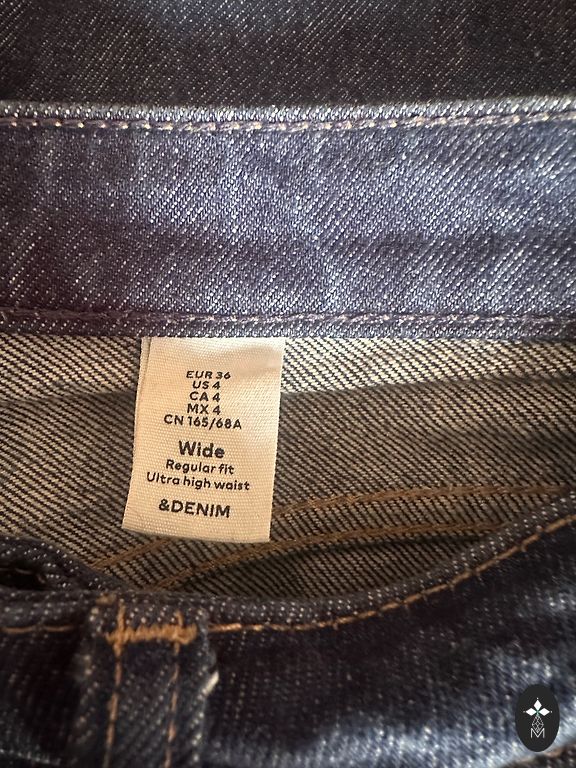 EUR 36
US 4
CA 4
MX 4
CN 165/68A
Wide
Regular fit
Ultra high waist
&DENIM
M